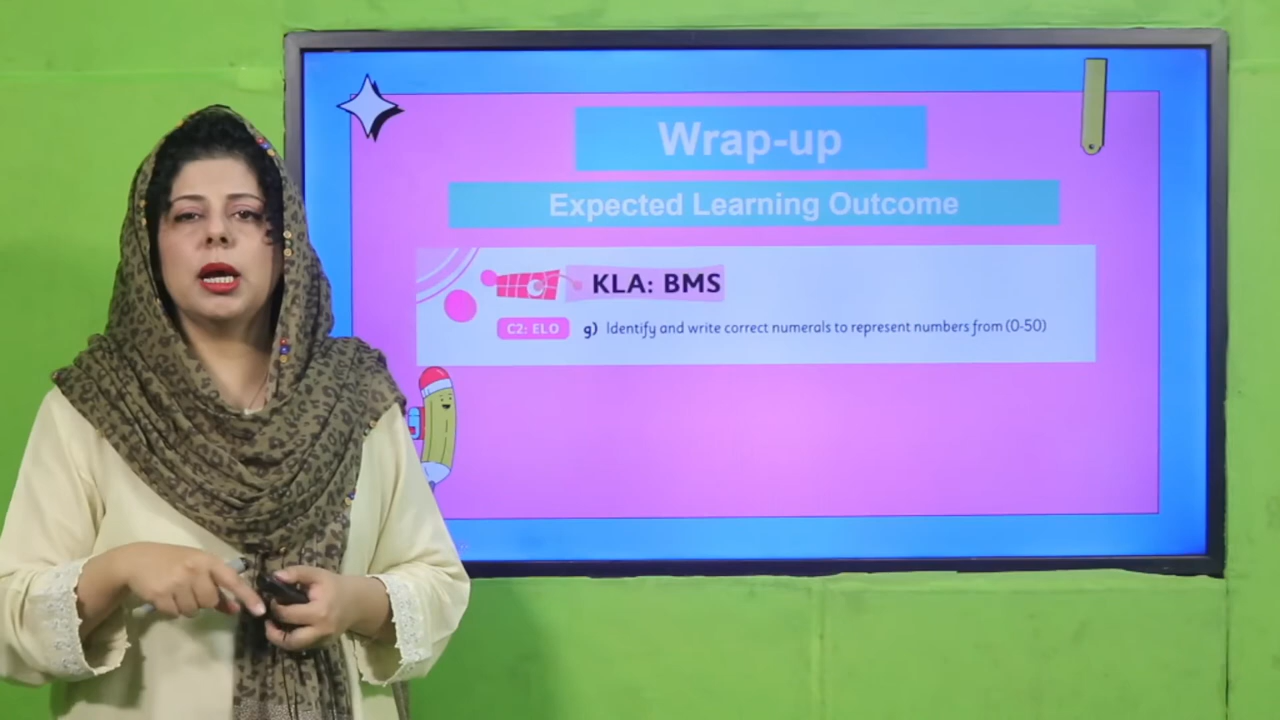 Wrap-up
Expected Learning Outcome
KLA: BMS
C2: ELO g) Identify and write correct numerals to represent numbers from (0-50)